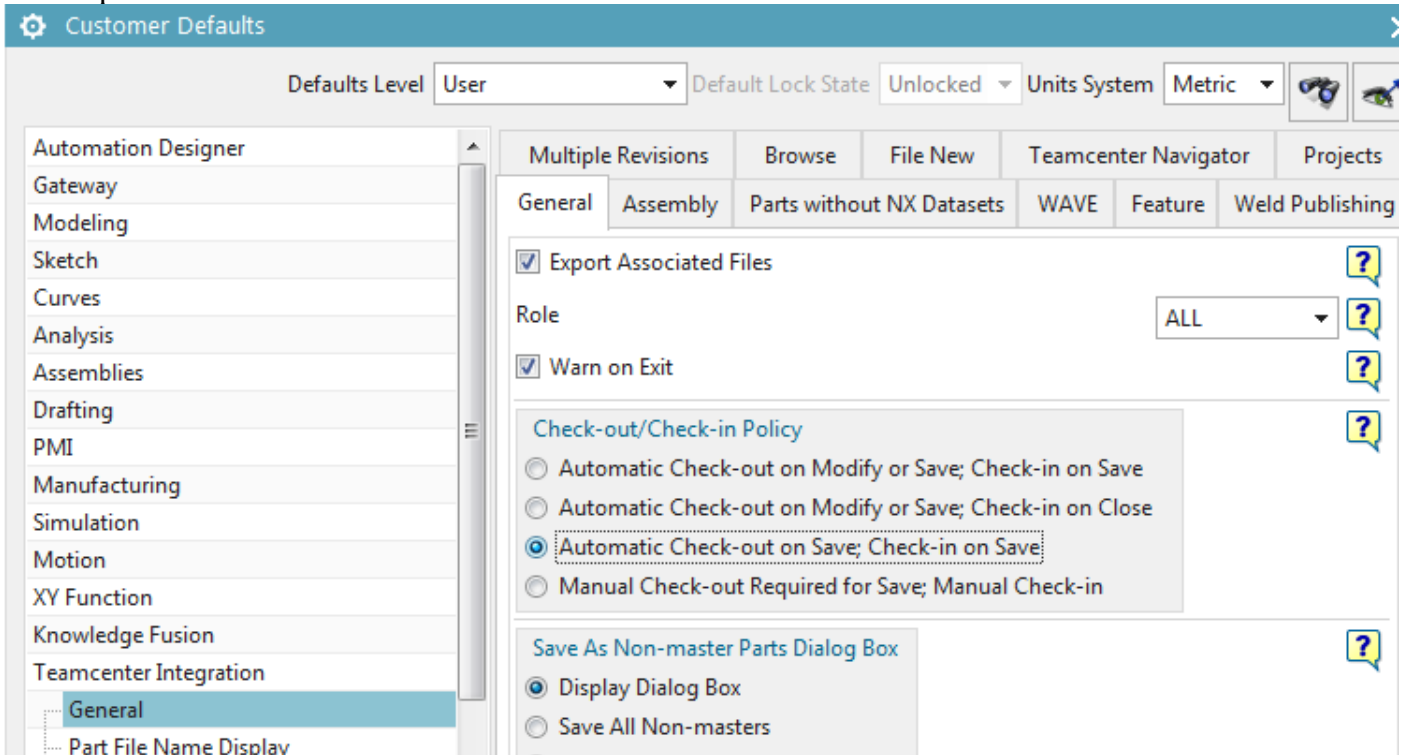 Customer Defaults
Defaults Level User Default Lock State Unlocked Units System Metric
Automation Designer
Gateway
Modeling
Sketch
Curves
Analysis
Assemblies
Drafting
PMI
Manufacturing
Simulation
Motion
XY Function
Knowledge Fusion
Teamcenter Integration
General
Part File Name Display
Multiple Revisions Browse File New Teamcenter Navigator Projects
General Assembly Parts without NX Datasets WAVE Feature Weld Publishing
Export Associated Files ?
Role ALL ?
Warn on Exit ?
Check-out/Check-in Policy ?
Automatic Check-out on Modify or Save; Check-in on Save
Automatic Check-out on Modify or Save; Check-in on Close
Automatic Check-out on Save; Check-in on Save
Manual Check-out Required for Save; Manual Check-in
Save As Non-master Parts Dialog Box ?
Display Dialog Box
Save All Non-masters